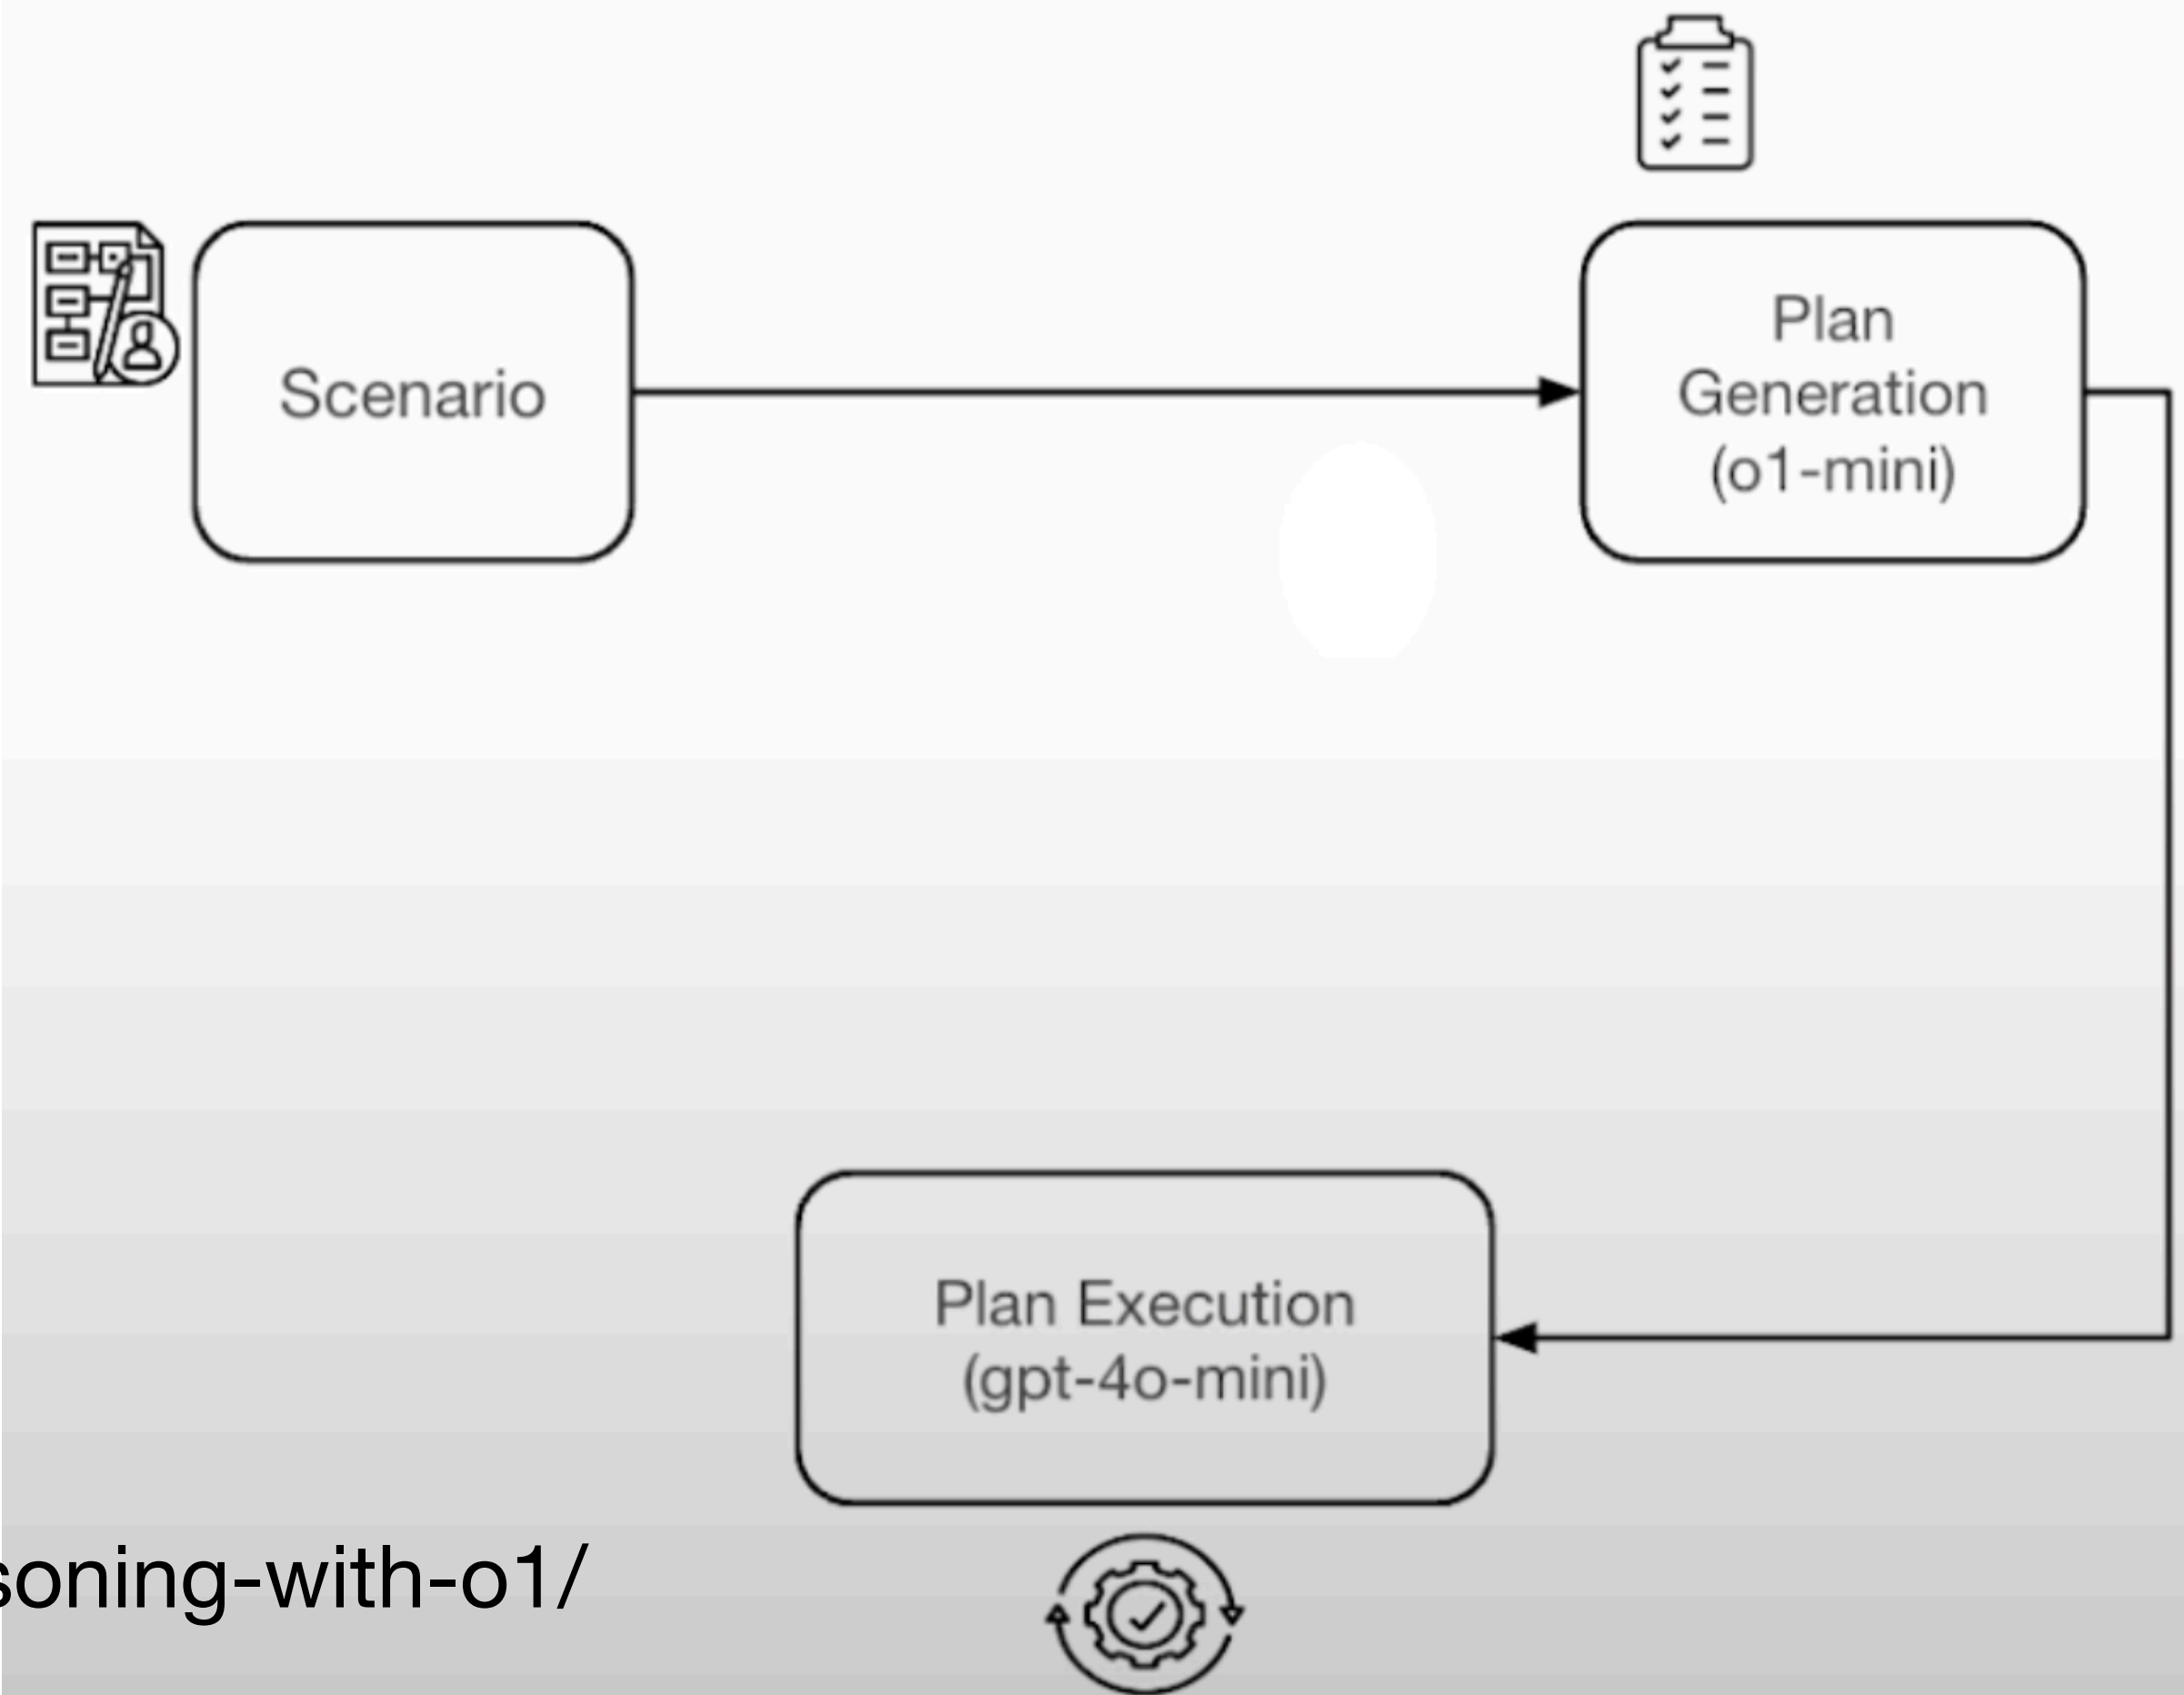 Scenario
Plan
Generation
(o1-mini)
Plan Execution
(gpt-4o-mini)
soning-with-o1/